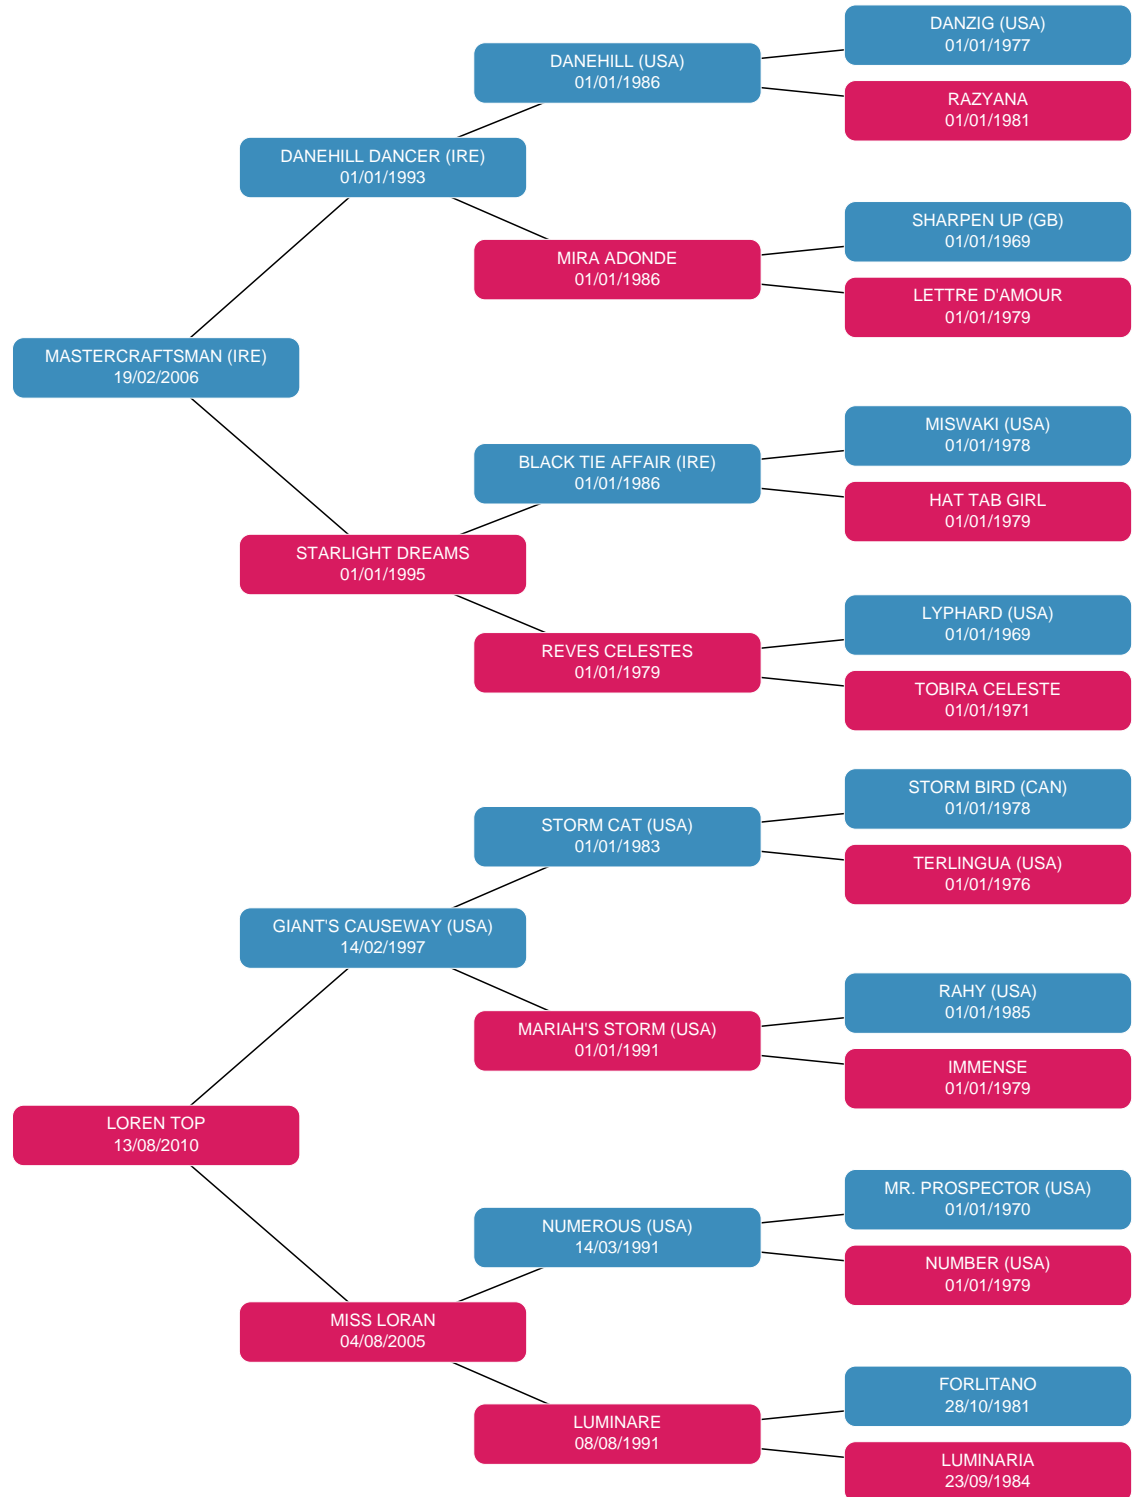 DANZIG (USA)
01/01/1977
DANEHILL (USA)
01/01/1986
RAZYANA
01/01/1981
DANEHILL DANCER (IRE)
01/01/1993
SHARPEN UP (GB)
01/01/1969
MIRA ADONDE
01/01/1986
LETTRE D'AMOUR
01/01/1979
MASTERCRAFTSMAN (IRE)
19/02/2006
MISWAKI (USA)
01/01/1978
BLACK TIE AFFAIR (IRE)
01/01/1986
HAT TAB GIRL
01/01/1979
STARLIGHT DREAMS
01/01/1995
LYPHARD (USA)
01/01/1969
REVES CELESTES
01/01/1979
TOBIRA CELESTE
01/01/1971
STORM BIRD (CAN)
01/01/1978
STORM CAT (USA)
01/01/1983
TERLINGUA (USA)
01/01/1976
GIANT'S CAUSEWAY (USA)
14/02/1997
RAHY (USA)
01/01/1985
MARIAH'S STORM (USA)
01/01/1991
IMMENSE
01/01/1979
LOREN TOP
13/08/2010
MR. PROSPECTOR (USA)
01/01/1970
NUMEROUS (USA)
14/03/1991
NUMBER (USA)
01/01/1979
MISS LORAN
04/08/2005
FORLITANO
28/10/1981
LUMINARE
08/08/1991
LUMINARIA
23/09/1984